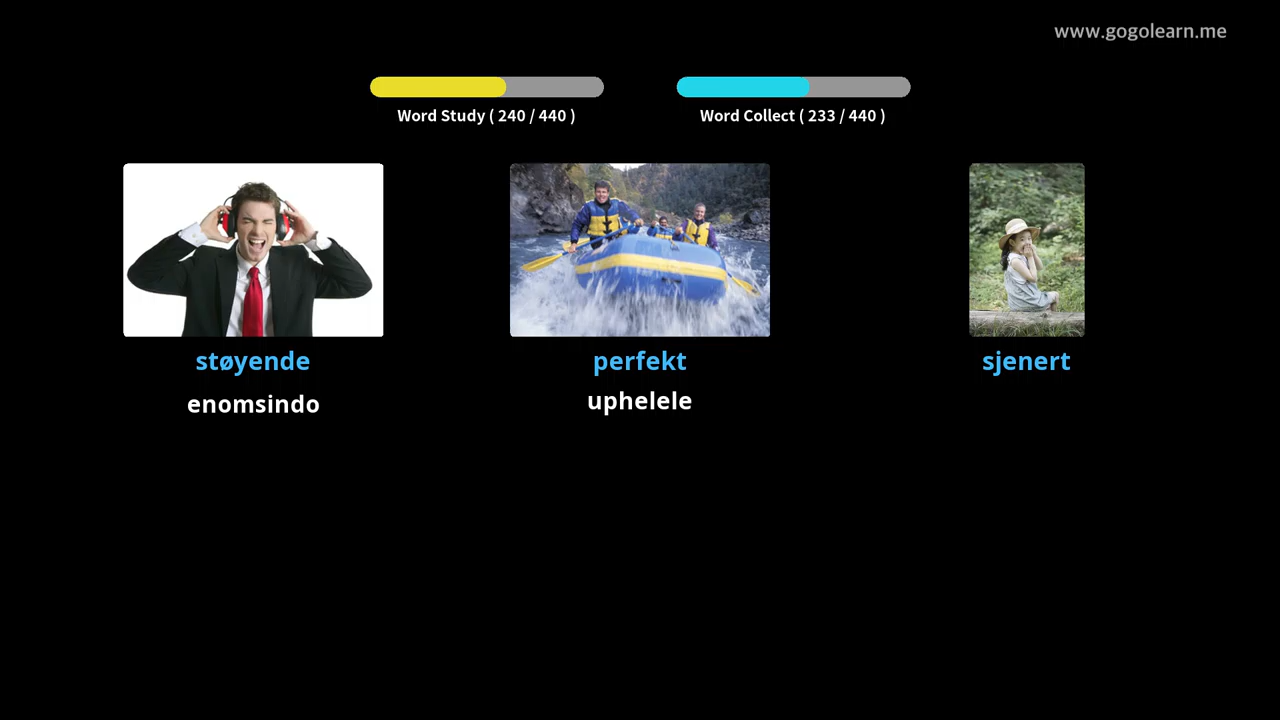 www.gogolearn.me
Word Study ( 240 / 440 )
Word Collect ( 233 / 440 )
støyende
perfekt
sjenert
enomsindo
uphelele